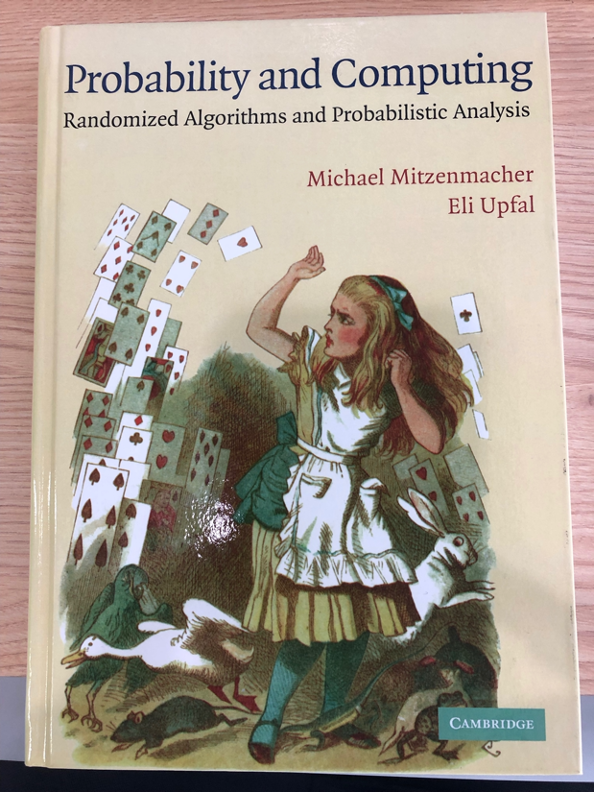 Probability and Computing
Randomized Algorithms and Probabilistic Analysis
Michael Mitzenmacher
Eli Upfal
CAMBRIDGE